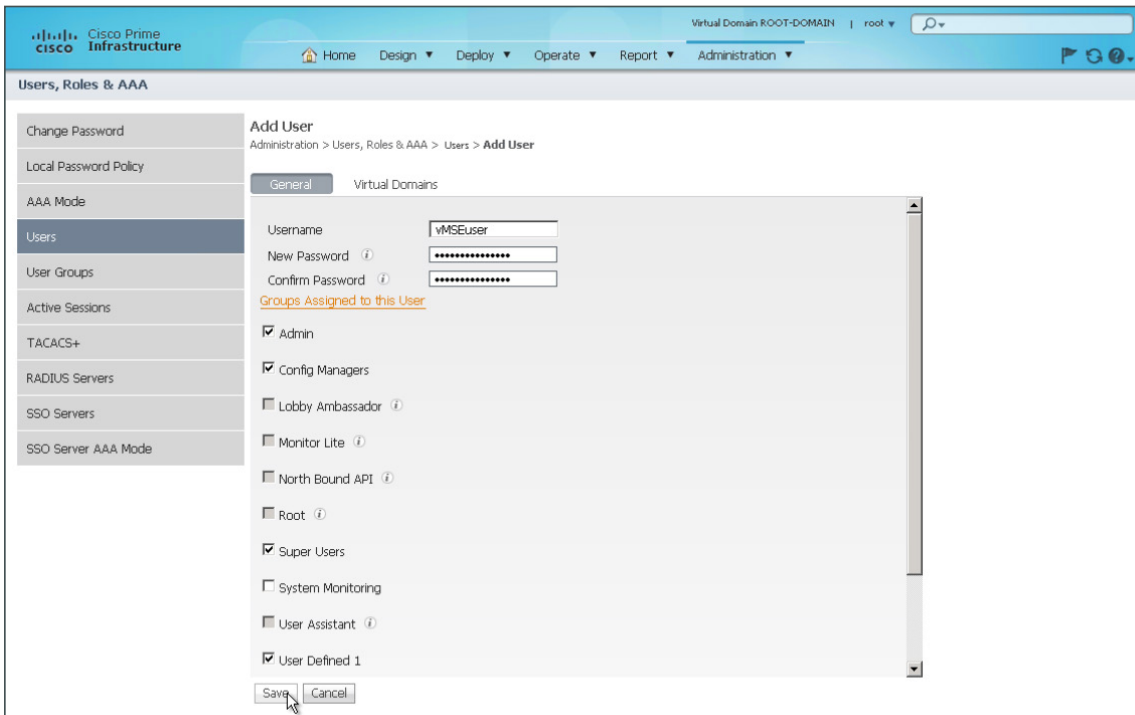 Virtual Domain ROOT-DOMAIN | root
Cisco Prime
CISCO Infrastructure
Home Design Deploy Operate Report Administration
Users, Roles & AAA
Change Password
Local Password Policy
AAA Mode
Users
User Groups
Active Sessions
TACACS+
RADIUS Servers
SSO Servers
SSO Server AAA Mode
Add User
Administration > Users, Roles & AAA > Users > Add User
General Virtual Domains
Username vMSEuser
New Password
Confirm Password
Groups Assigned to this User
Admin
Config Managers
Lobby Ambassador
Monitor Lite
North Bound API
Root
Super Users
System Monitoring
User Assistant
User Defined 1
Save Cancel